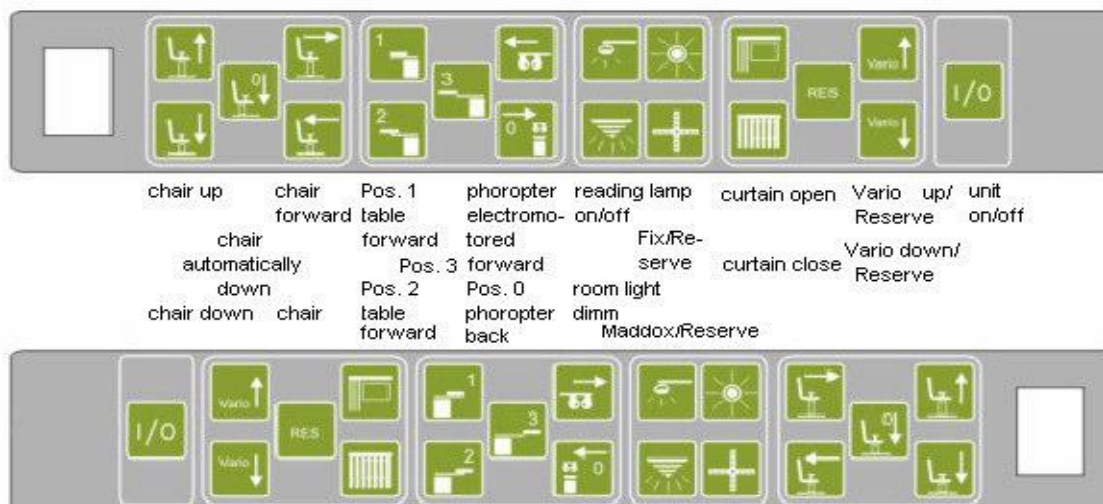 1
0
3
Vario
RES
I/O
2
0
Vario
chair up chair Pos. 1 phoropter reading lamp curtain open Vario up/ unit
forward table electromo- on/off Reserve on/off
chair forward tored Fix/Re-
automatically Pos. 3 forward serve curtain close Vario down/
down Pos. 2 Pos. 0 room light Reserve
chair down chair table phoropter dimm
forward back Maddox/Reserve
1
Vario
0
I/O
RES
3
Vario
2
0